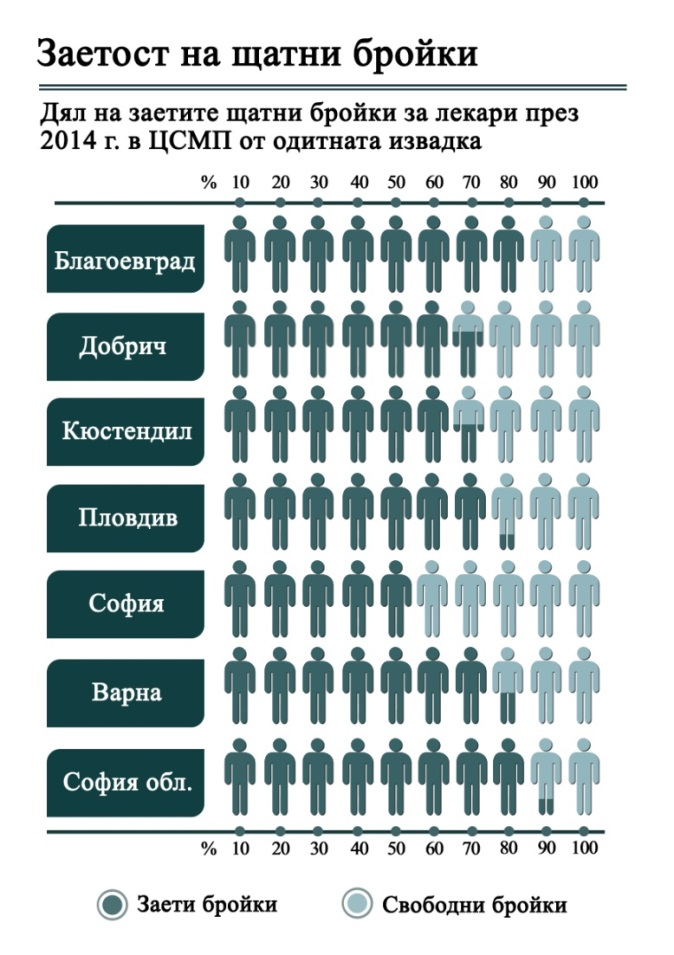 Заетост на щатни бройки
Дял на заетите щатни бройки за лекари през
2014 г. в ЦСМП от одитната извадка
% 10 20 30 40 50 60 70 80 90 100
Благоевград
Добрич
Кюстендил
Пловдив
София
Варна
София обл.
% 10 20 30 40 50 60 70 80 90 100
Заети бройки Свободни бройки